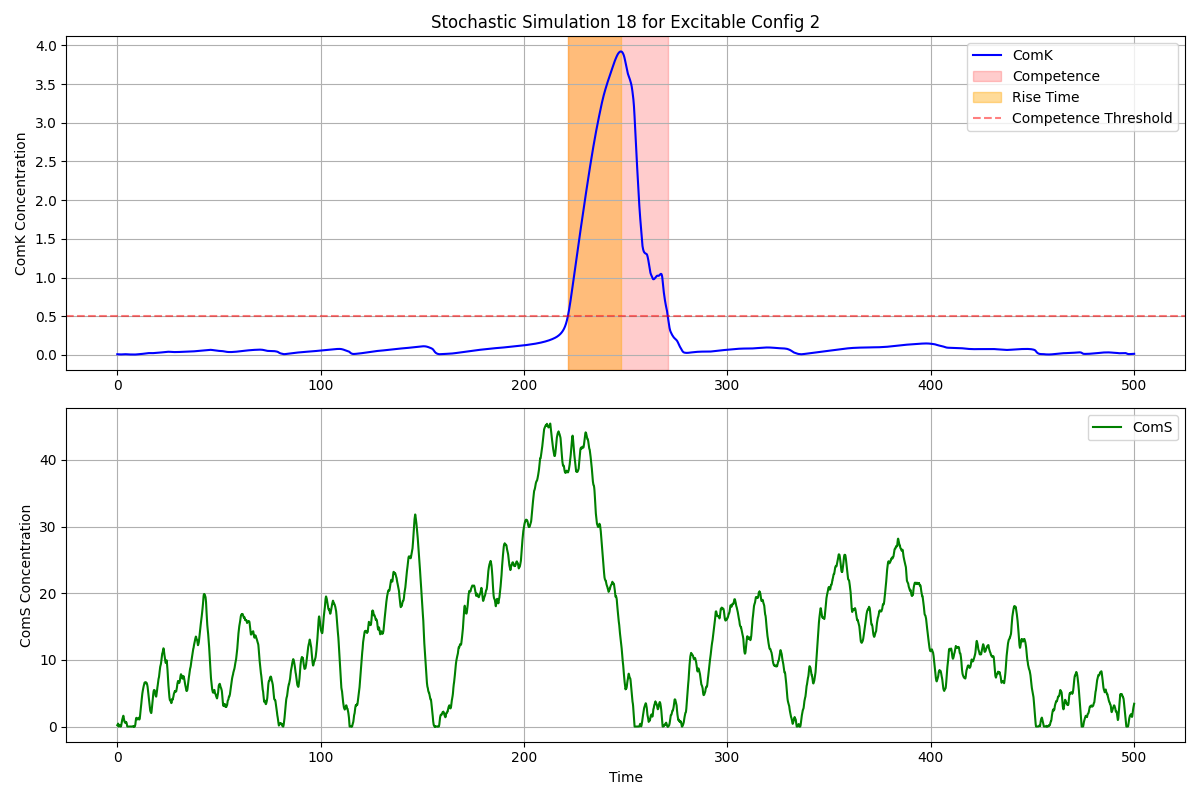 Stochastic Simulation 18 for Excitable Config 2
ComK Concentration
4.0
3.5
3.0
2.5
2.0
1.5
1.0
0.5
0.0
ComK
Competence
Rise Time
Competence Threshold
0 100 200 300 400 500
ComS Concentration
40
30
20
10
0
ComS
0 100 200 300 400 500
Time